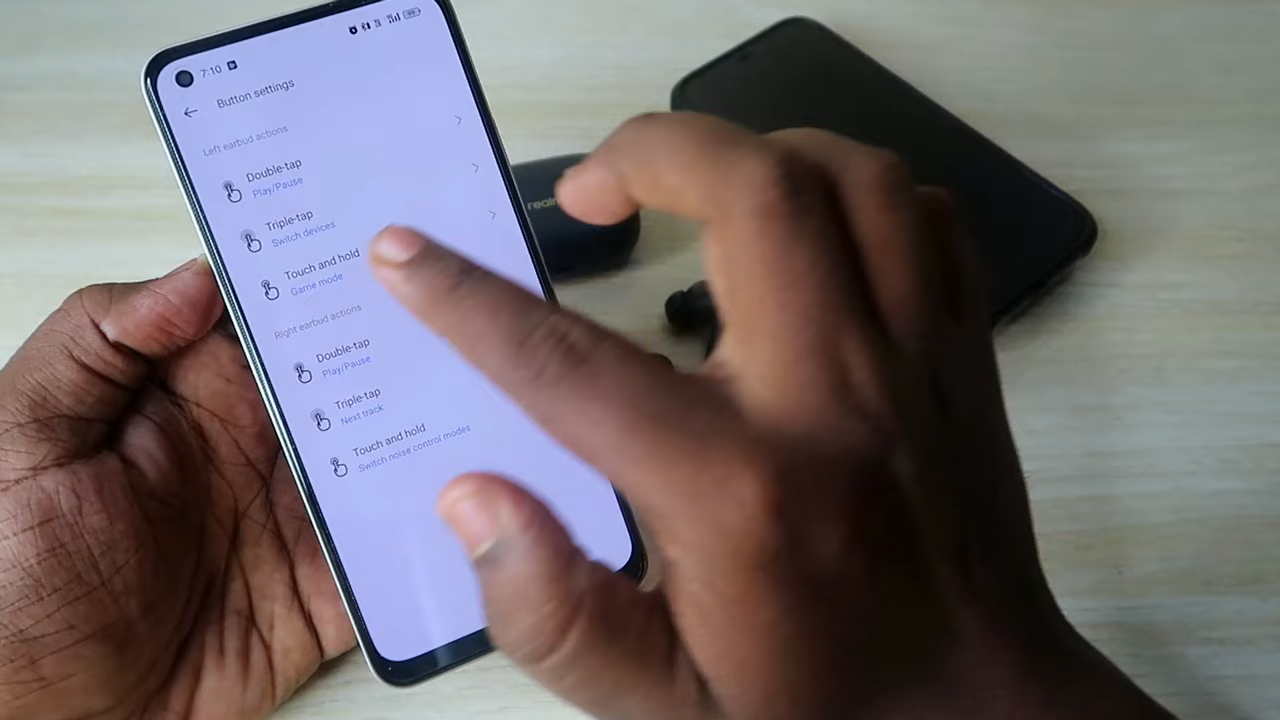 7:10
Button settings
Left earbud actions
Double-tap
Play/Pause
Triple-tap
Switch devices
Touch and hold
Game mode
Right earbud actions
Double-tap
Play/Pause
Triple-tap
Next track
Touch and hold
Switch noise control modes